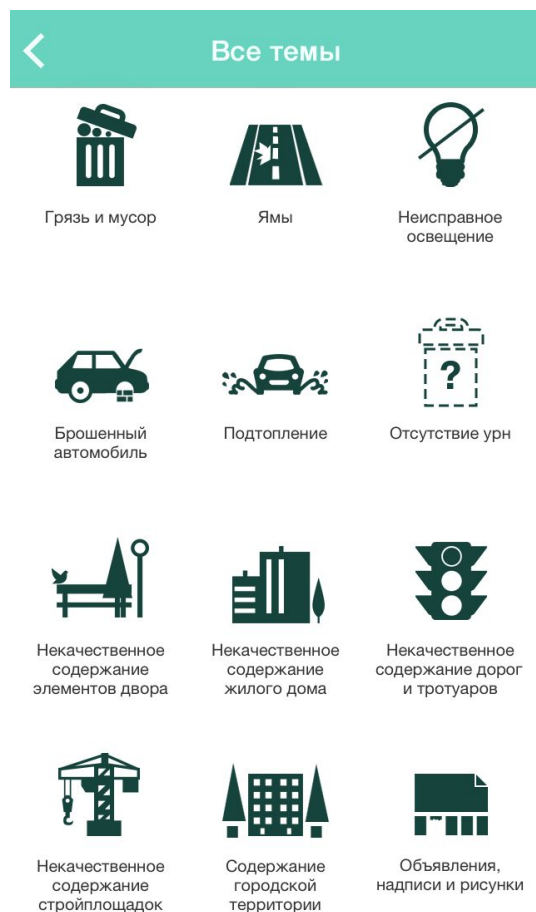 Все темы
Грязь и мусор
Ямы
Неисправное
освещение
Брошенный
автомобиль
Подтопление
?
Отсутствие урн
Некачественное
содержание
элементов двора
Некачественное
содержание
жилого дома
Некачественное
содержание дорог
и тротуаров
Некачественное
содержание
стройплощадок
Содержание
городской
территории
Объявления,
надписи и рисунки